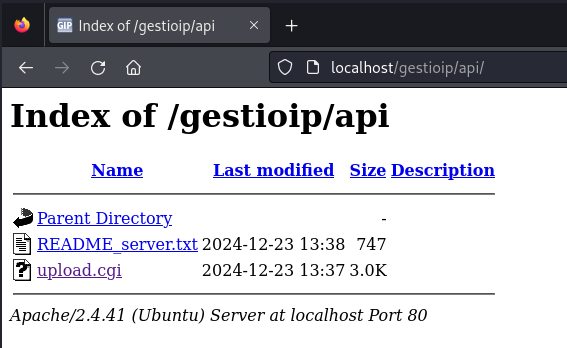 GIP Index of /gestioip/api
localhost/gestioip/api/
Index of /gestioip/api
Name Last modified Size Description
Parent Directory -
README_server.txt 2024-12-23 13:38 747
upload.cgi 2024-12-23 13:37 3.0K
Apache/2.4.41 (Ubuntu) Server at localhost Port 80